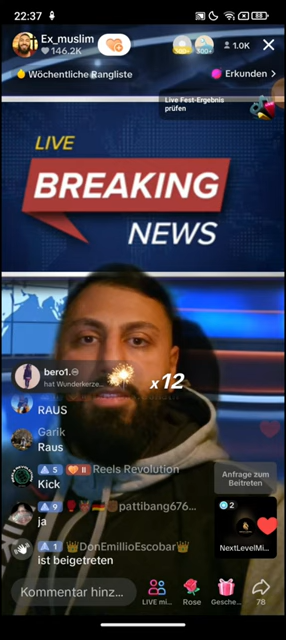 22:37
88
Ex_muslim
146.2K
1.0K
Wöchentliche Rangliste
Erkunden >
Live Fest-Ergebnis
prüfen
LIVE
BREAKING
NEWS
bero1.
hat Wunderkerze...
x12
RAUS
Garik
Raus
5 II Reels Revolution
Kick
9 pattibang676...
ja
1 DonEmillioEscobar
ist beigetreten
Anfrage zum
Beitreten
2
NextLevelMi...
Kommentar hinz...
LIVE mi...
Rose
Gesche...
78